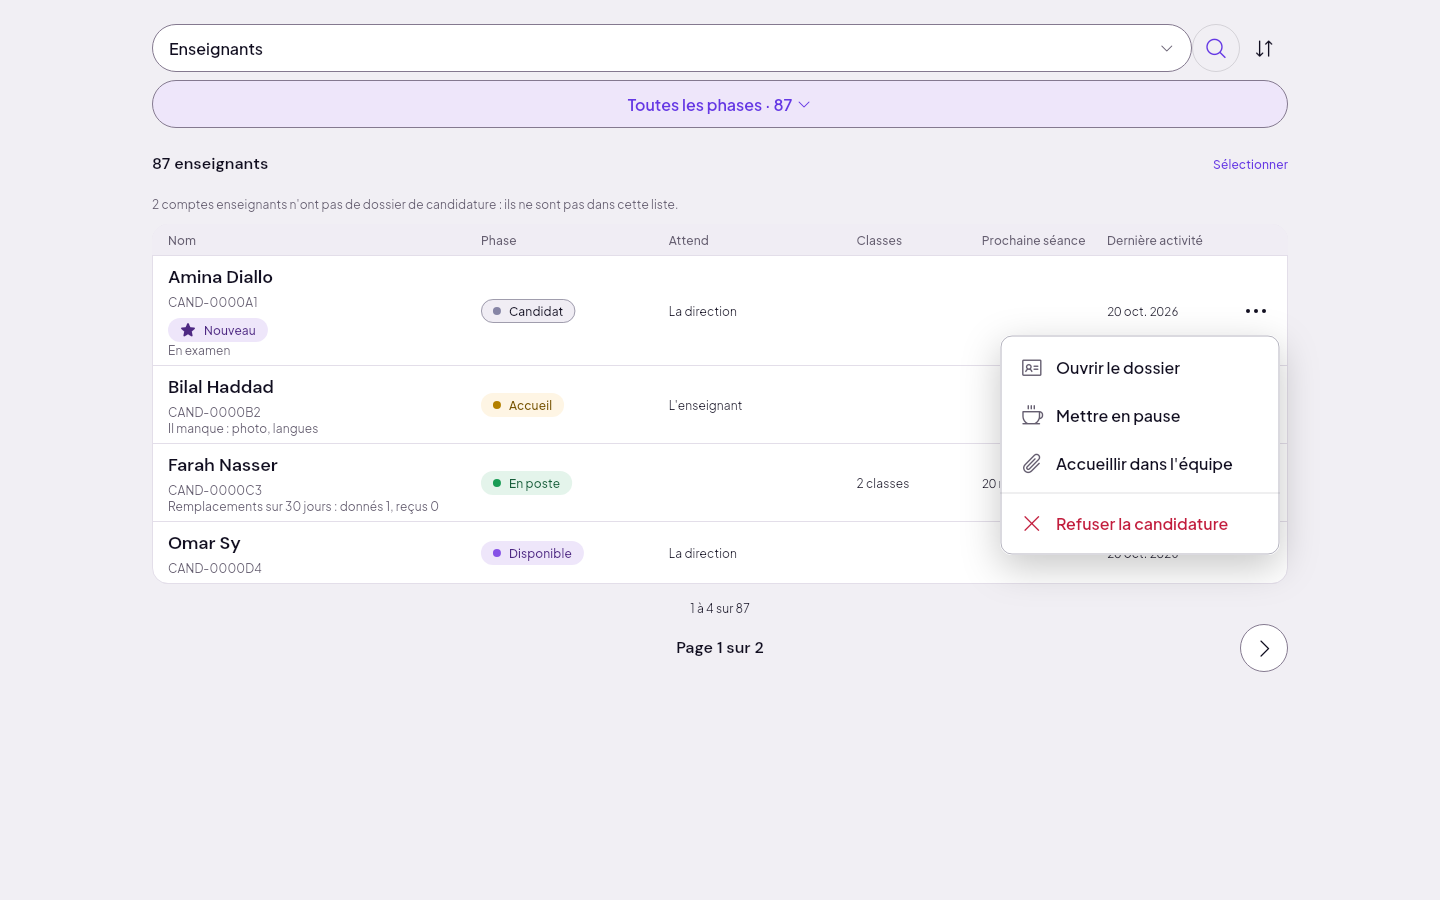 Enseignants
Toutes les phases · 87
87 enseignants
Sélectionner
2 comptes enseignants n'ont pas de dossier de candidature : ils ne sont pas dans cette liste.
Nom Phase Attend Classes Prochaine séance Dernière activité
Amina Diallo
CAND-0000A1
Nouveau
En examen
Candidat
La direction
20 oct. 2026
Ouvrir le dossier
Mettre en pause
Accueillir dans l'équipe
Refuser la candidature
Bilal Haddad
CAND-0000B2
Il manque : photo, langues
Accueil
L'enseignant
Farah Nasser
CAND-0000C3
Remplacements sur 30 jours : donnés 1, reçus 0
En poste
2 classes
20
Omar Sy
CAND-0000D4
Disponible
La direction
1 à 4 sur 87
Page 1 sur 2